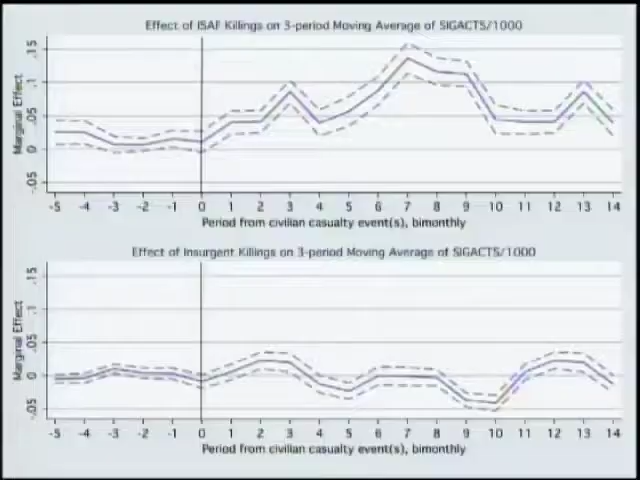 Effect of ISAF Killings on 3-period Moving Average of SIGACTS/1000
Marginal Effect
.15
.1
.05
0
-.05
-5 -4 -3 -2 -1 0 1 2 3 4 5 6 7 8 9 10 11 12 13 14
Period from civilian casualty event(s), bimonthly
Effect of Insurgent Killings on 3-period Moving Average of SIGACTS/1000
Marginal Effect
.15
.1
.05
0
-.05
-5 -4 -3 -2 -1 0 1 2 3 4 5 6 7 8 9 10 11 12 13 14
Period from civilian casualty event(s), bimonthly